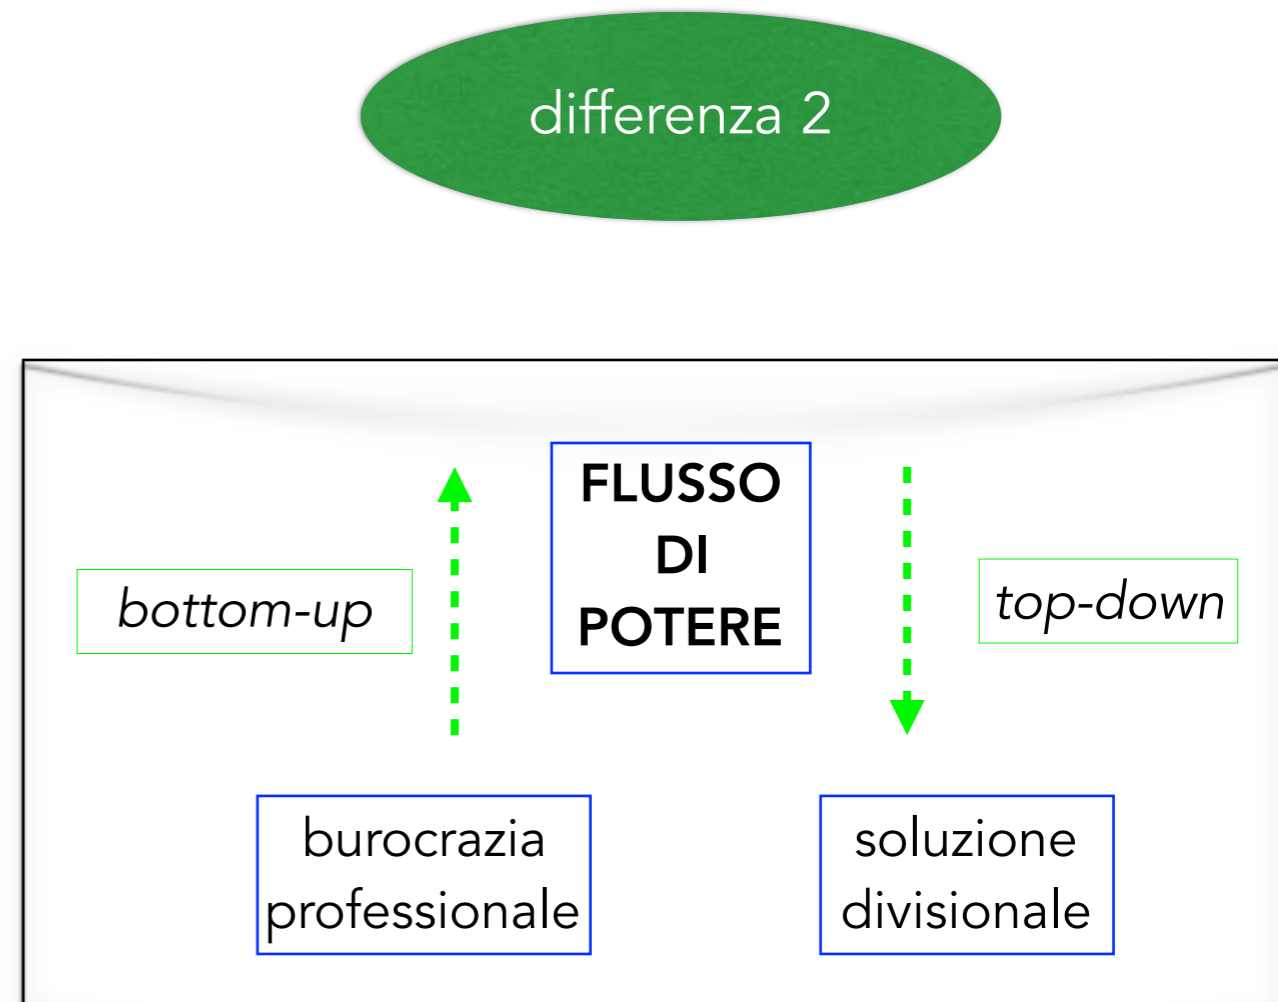 differenza 2
FLUSSO
DI
POTERE
bottom-up
top-down
burocrazia
professionale
soluzione
divisionale